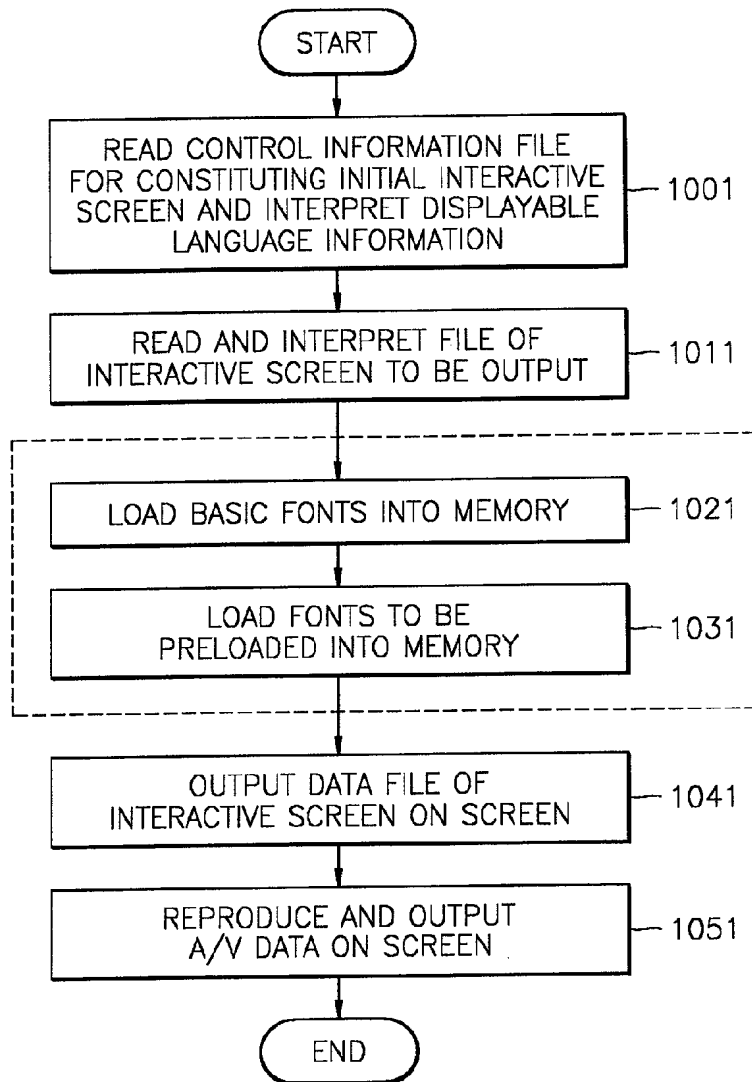 START
READ CONTROL INFORMATION FILE
FOR CONSTITUTING INITIAL INTERACTIVE
SCREEN AND INTERPRET DISPLAYABLE
LANGUAGE INFORMATION
1001
READ AND INTERPRET FILE OF
INTERACTIVE SCREEN TO BE OUTPUT
1011
LOAD BASIC FONTS INTO MEMORY
1021
LOAD FONTS TO BE
PRELOADED INTO MEMORY
1031
OUTPUT DATA FILE OF
INTERACTIVE SCREEN ON SCREEN
1041
REPRODUCE AND OUTPUT
A/V DATA ON SCREEN
1051
END